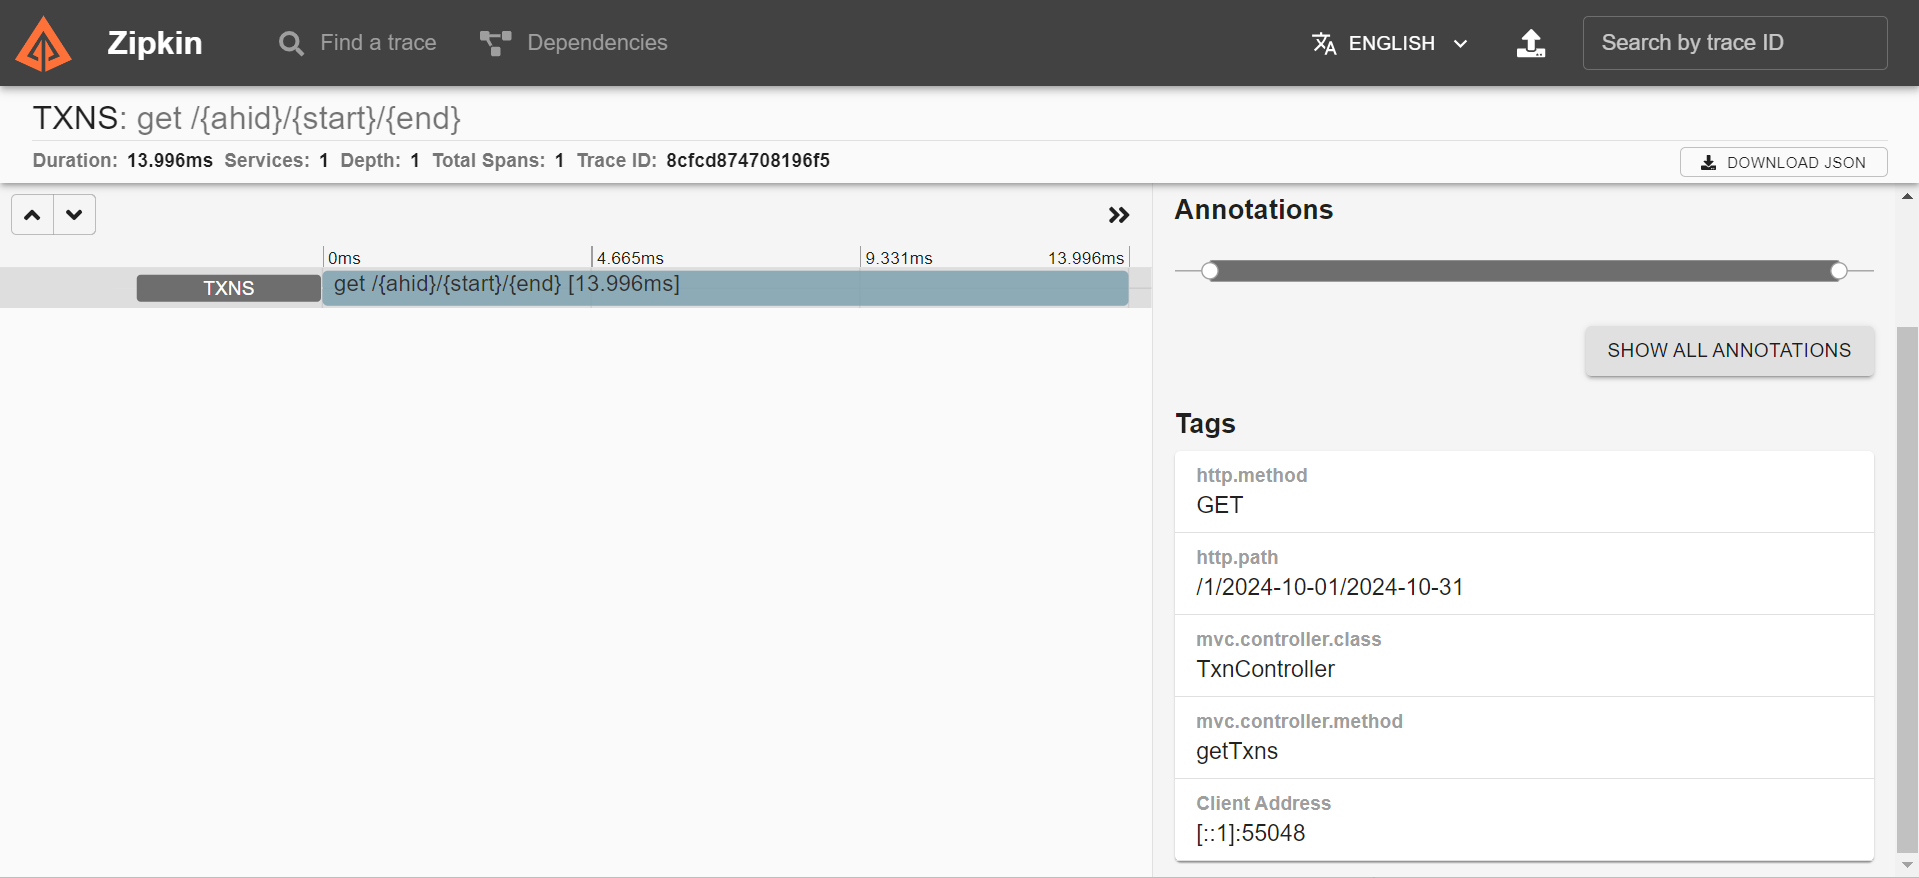 Zipkin
Find a trace
Dependencies
ENGLISH
Search by trace ID
TXNS: get /{ahid}/{start}/{end}
Duration: 13.996ms Services: 1 Depth: 1 Total Spans: 1 Trace ID: 8cfcd874708196f5
DOWNLOAD JSON
0ms
4.665ms
9.331ms
13.996ms
TXNS
get /{ahid}/{start}/{end} [13.996ms]
Annotations
SHOW ALL ANNOTATIONS
Tags
http.method
GET
http.path
/1/2024-10-01/2024-10-31
mvc.controller.class
TxnController
mvc.controller.method
getTxns
Client Address
[::1]:55048